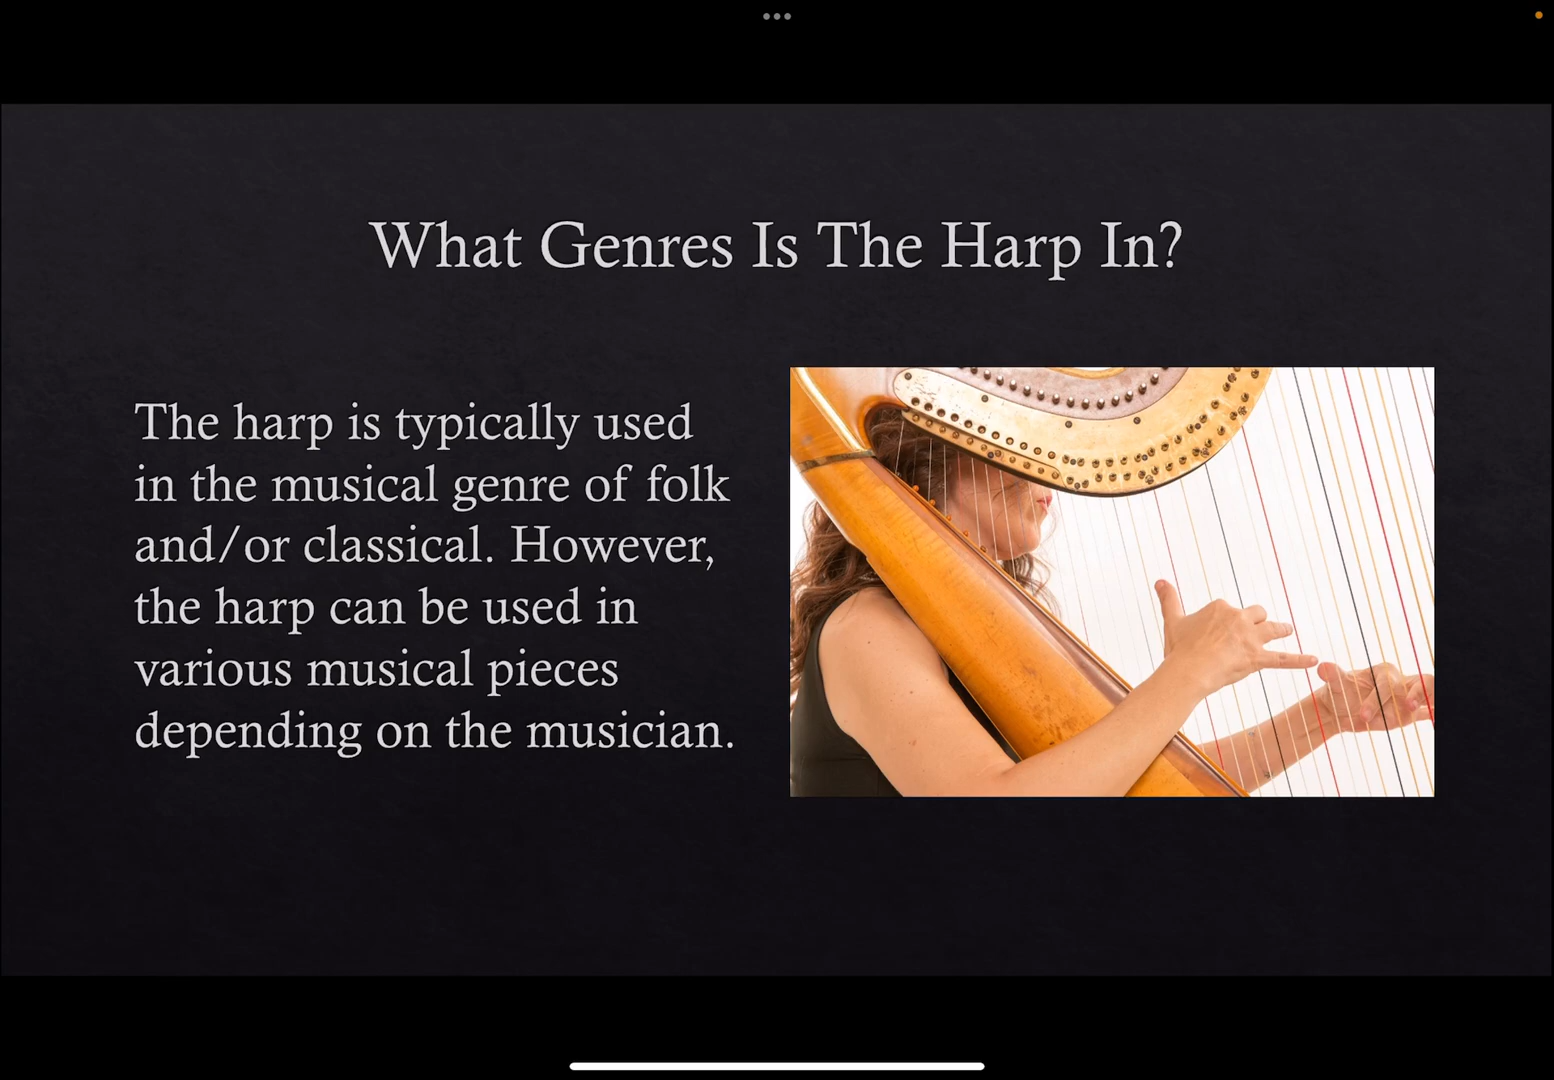 What Genres Is The Harp In?
The harp is typically used
in the musical genre of folk
and/or classical. However,
the harp can be used in
various musical pieces
depending on the musician.